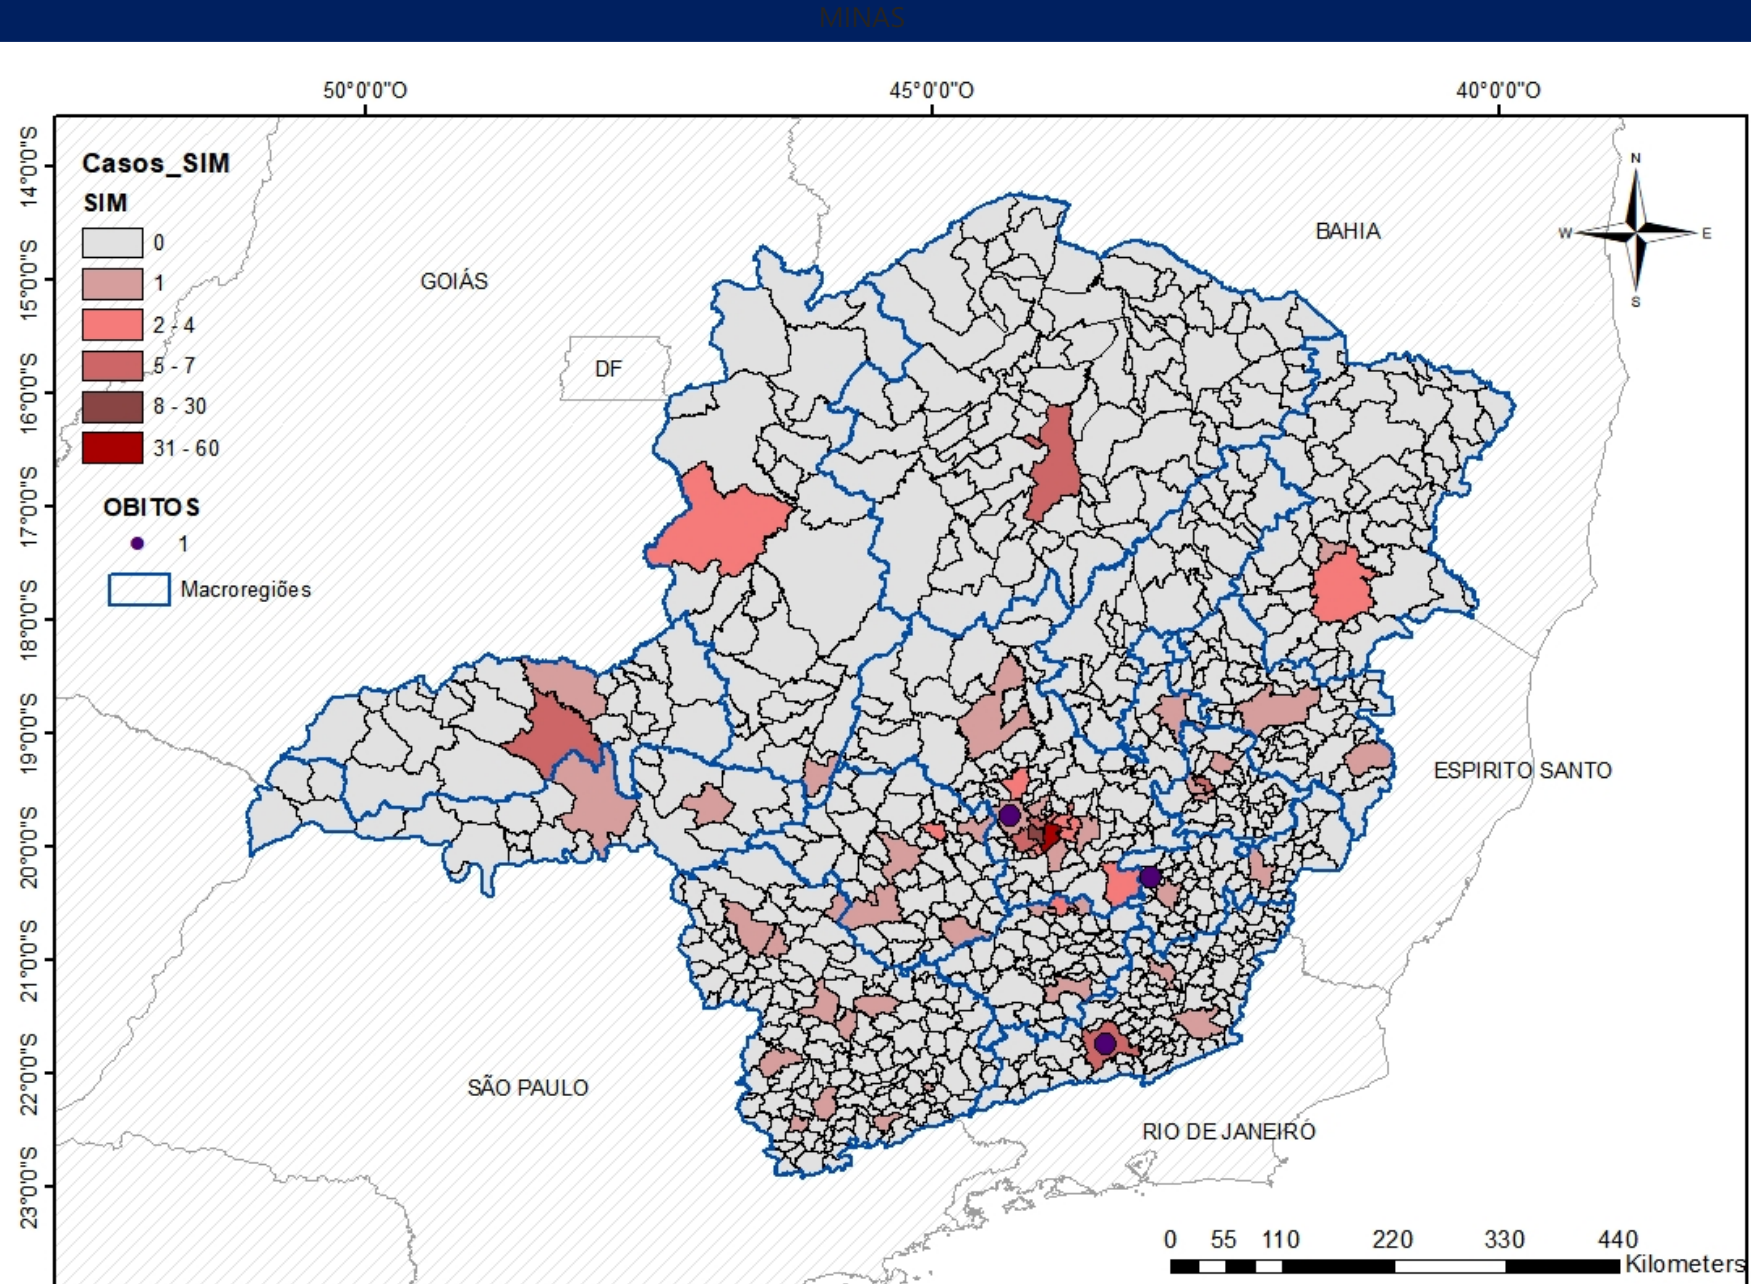 MINAS
50°0'0"O 45°0'0"O 40°0'0"O
14°0'0"S
15°0'0"S
16°0'0"S
17°0'0"S
18°0'0"S
19°0'0"S
20°0'0"S
21°0'0"S
22°0'0"S
23°0'0"S
Casos_SIM
SIM
0
1
2 - 4
5 - 7
8 - 30
31 - 60
OBITOS
1
Macroregiões
GOIÁS
DF
BAHIA
N
W E
S
ESPIRITO SANTO
SÃO PAULO
RIO DE JANEIRO
0 55 110 220 330 440
Kilometers